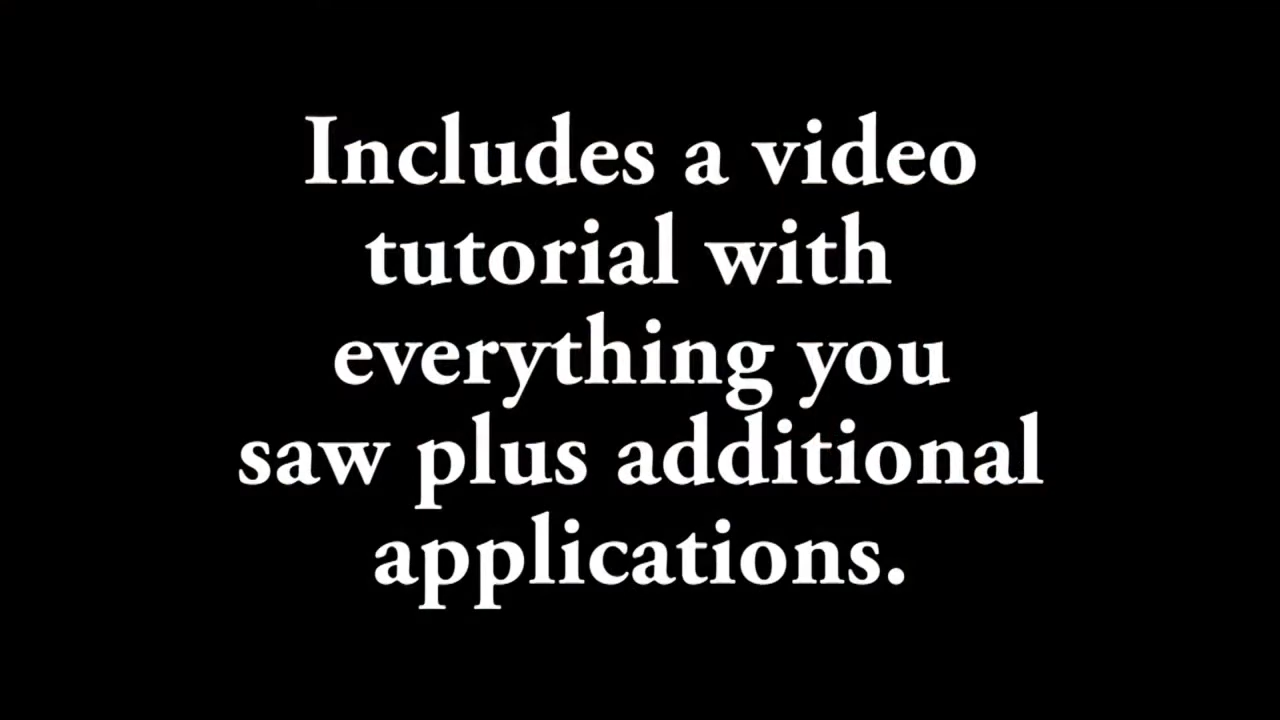 Includes a video
tutorial with
everything you
saw plus additional
applications.